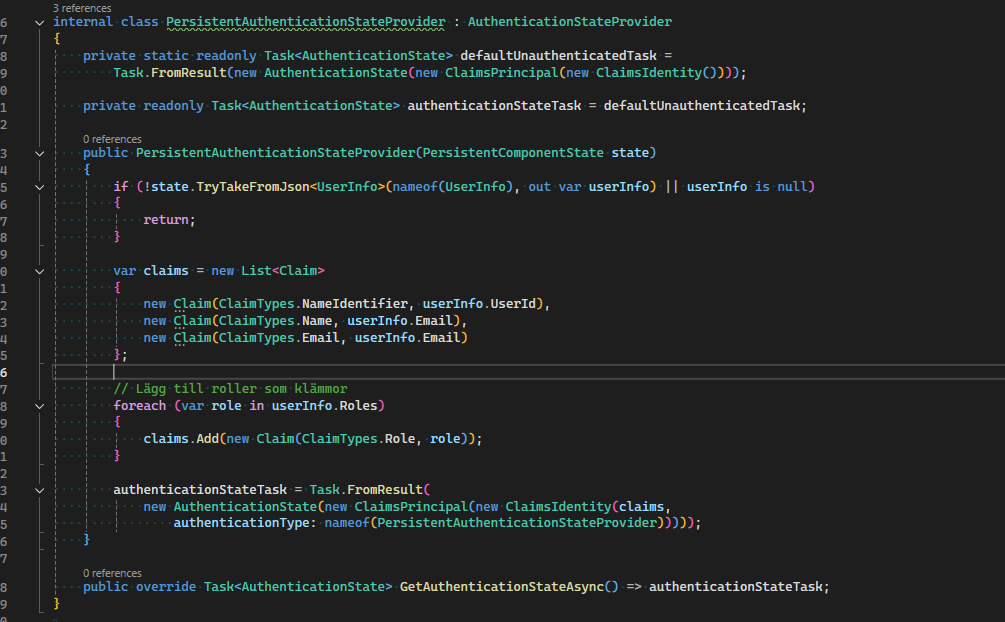 3 references
6 internal class PersistentAuthenticationStateProvider : AuthenticationStateProvider
7 {
8 private static readonly Task<AuthenticationState> defaultUnauthenticatedTask =
9 Task.FromResult(new AuthenticationState(new ClaimsPrincipal(new ClaimsIdentity())));
0
1 private readonly Task<AuthenticationState> authenticationStateTask = defaultUnauthenticatedTask;
2
0 references
3 public PersistentAuthenticationStateProvider(PersistentComponentState state)
4 {
5 if (!state.TryTakeFromJson<UserInfo>(nameof(UserInfo), out var userInfo) || userInfo is null)
6 {
7 return;
8 }
9
0 var claims = new List<Claim>
1 {
2 new Claim(ClaimTypes.NameIdentifier, userInfo.UserId),
3 new Claim(ClaimTypes.Name, userInfo.Email),
4 new Claim(ClaimTypes.Email, userInfo.Email)
5 };
6
7 // Lägg till roller som klämmor
8 foreach (var role in userInfo.Roles)
9 {
0 claims.Add(new Claim(ClaimTypes.Role, role));
1 }
2
3 authenticationStateTask = Task.FromResult(
4 new AuthenticationState(new ClaimsPrincipal(new ClaimsIdentity(claims,
5 authenticationType: nameof(PersistentAuthenticationStateProvider)))));
6 }
7
0 references
8 public override Task<AuthenticationState> GetAuthenticationStateAsync() => authenticationStateTask;
9 }
0